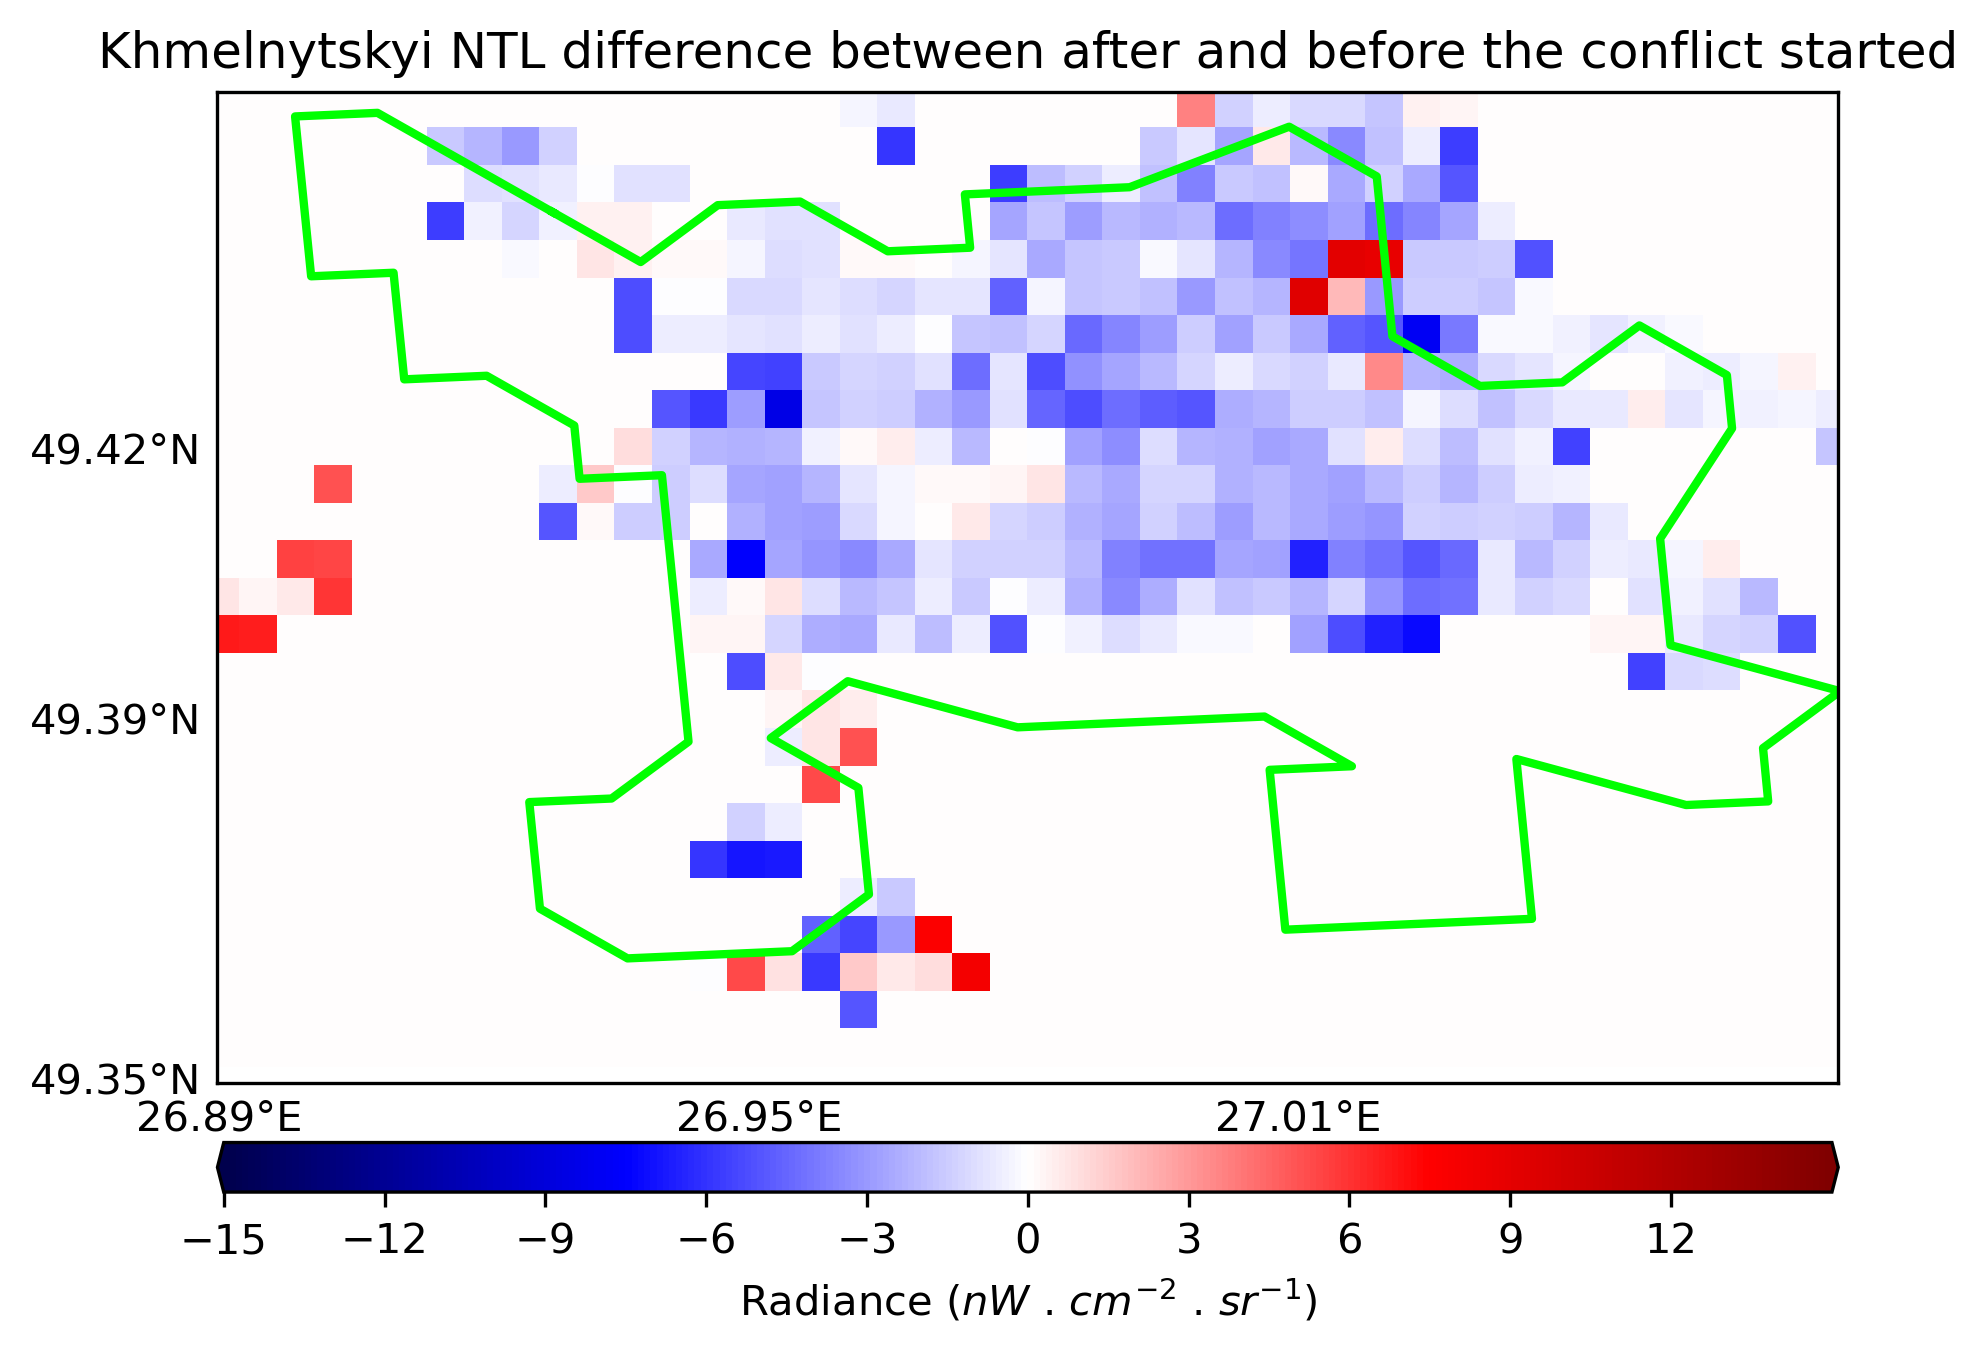 Khmelnytskyi NTL difference between after and before the conflict started
49.42°N
49.39°N
49.35°N
26.89°E 26.95°E 27.01°E
−15 −12 −9 −6 −3 0 3 6 9 12
Radiance (nW . cm⁻² . sr⁻¹)